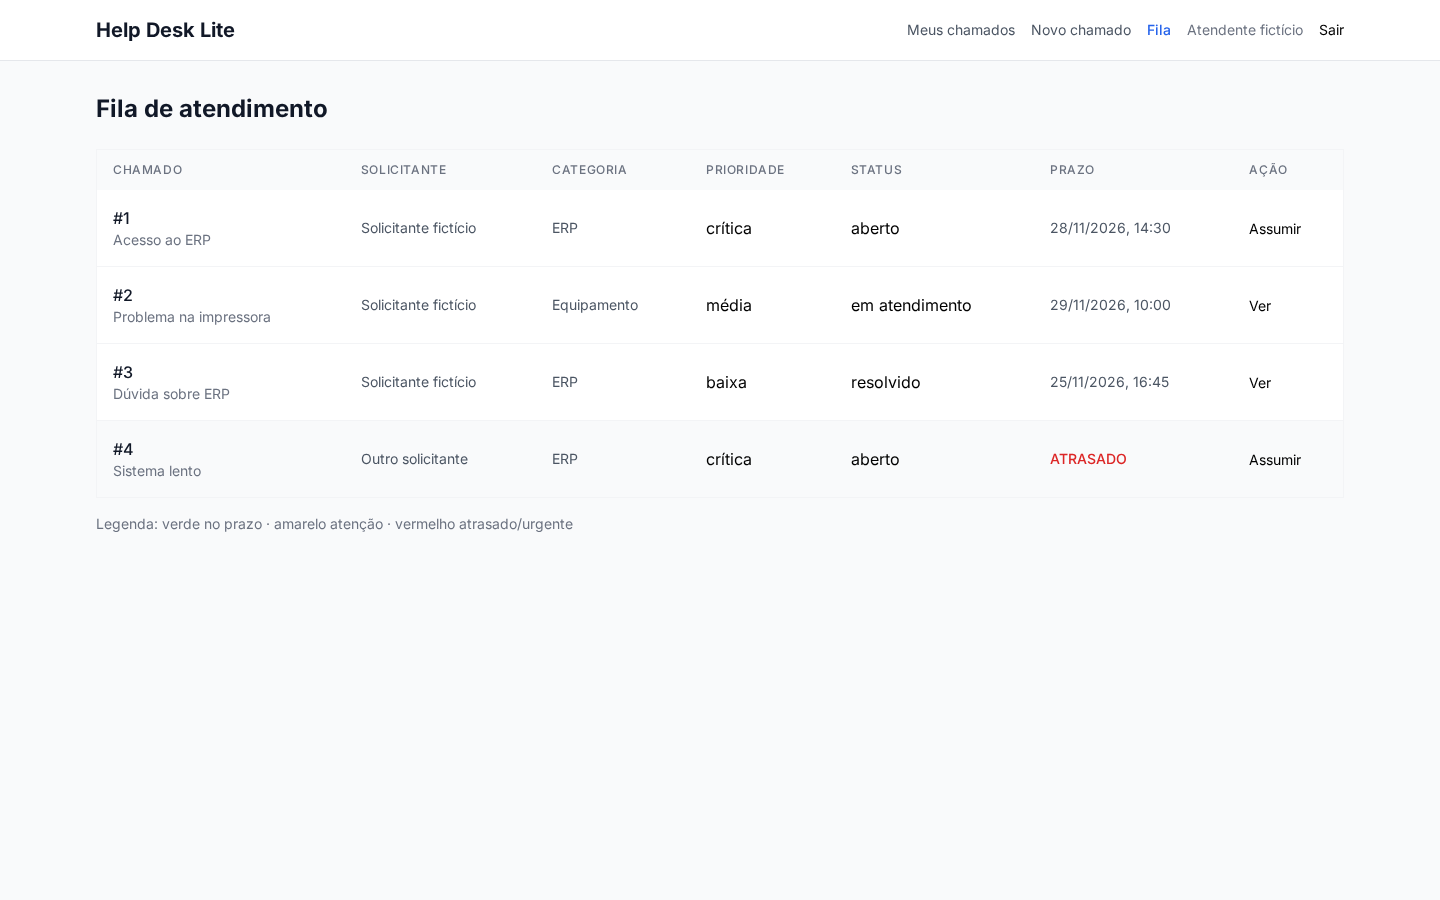 Help Desk Lite
Meus chamados Novo chamado Fila Atendente fictício Sair
Fila de atendimento
CHAMADO SOLICITANTE CATEGORIA PRIORIDADE STATUS PRAZO AÇÃO
#1
Acesso ao ERP
Solicitante fictício ERP crítica aberto 28/11/2026, 14:30 Assumir
#2
Problema na impressora
Solicitante fictício Equipamento média em atendimento 29/11/2026, 10:00 Ver
#3
Dúvida sobre ERP
Solicitante fictício ERP baixa resolvido 25/11/2026, 16:45 Ver
#4
Sistema lento
Outro solicitante ERP crítica aberto ATRASADO Assumir
Legenda: verde no prazo · amarelo atenção · vermelho atrasado/urgente